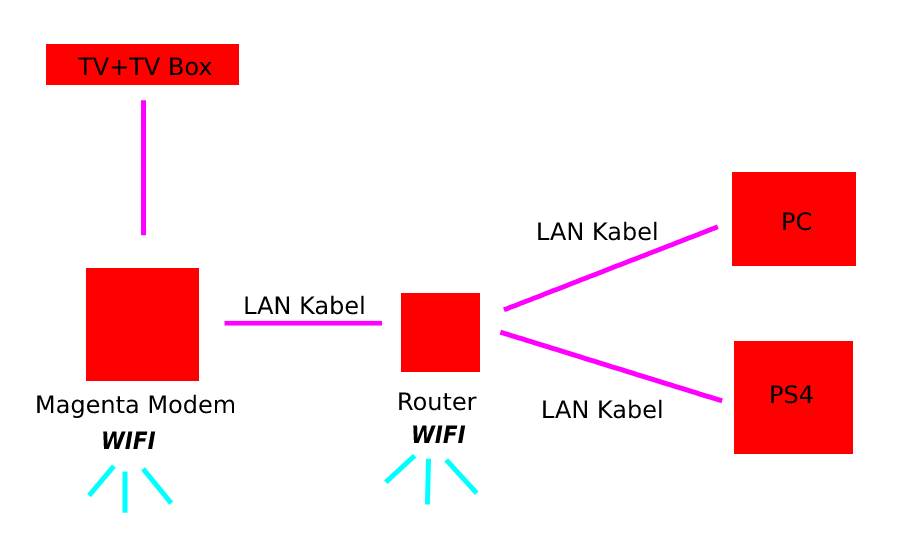 TV+TV Box
LAN Kabel
PC
LAN Kabel
Magenta Modem
WIFI
Router
WIFI
LAN Kabel
PS4